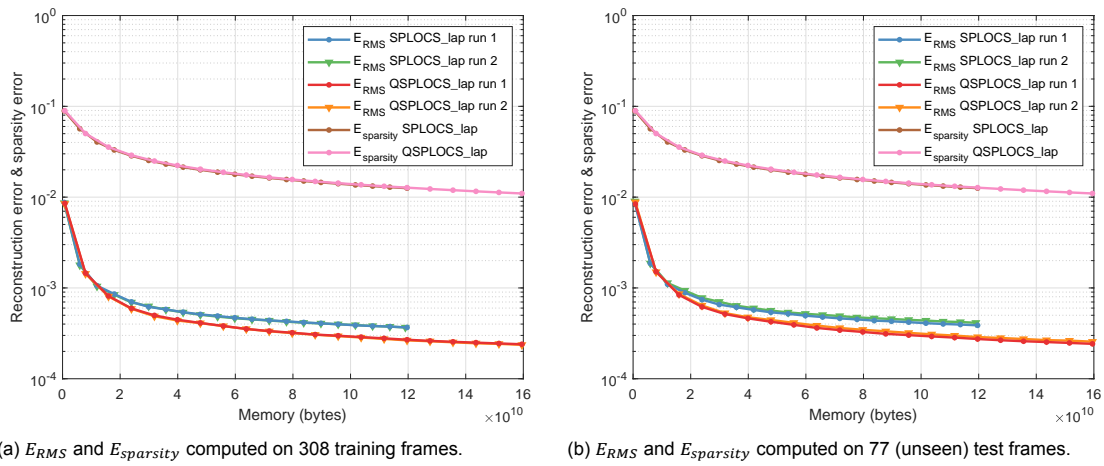 10^0
10^-1
10^-2
10^-3
10^-4
Reconstruction error & sparsity error
E_RMS SPLOCS_lap run 1
E_RMS SPLOCS_lap run 2
E_RMS QSPLOCS_lap run 1
E_RMS QSPLOCS_lap run 2
E_sparsity SPLOCS_lap
E_sparsity QSPLOCS_lap
0 2 4 6 8 10 12 14 16
Memory (bytes)
×10^10
(a) E_RMS and E_sparsity computed on 308 training frames.
10^0
10^-1
10^-2
10^-3
10^-4
Reconstruction error & sparsity error
E_RMS SPLOCS_lap run 1
E_RMS SPLOCS_lap run 2
E_RMS QSPLOCS_lap run 1
E_RMS QSPLOCS_lap run 2
E_sparsity SPLOCS_lap
E_sparsity QSPLOCS_lap
0 2 4 6 8 10 12 14 16
Memory (bytes)
×10^10
(b) E_RMS and E_sparsity computed on 77 (unseen) test frames.